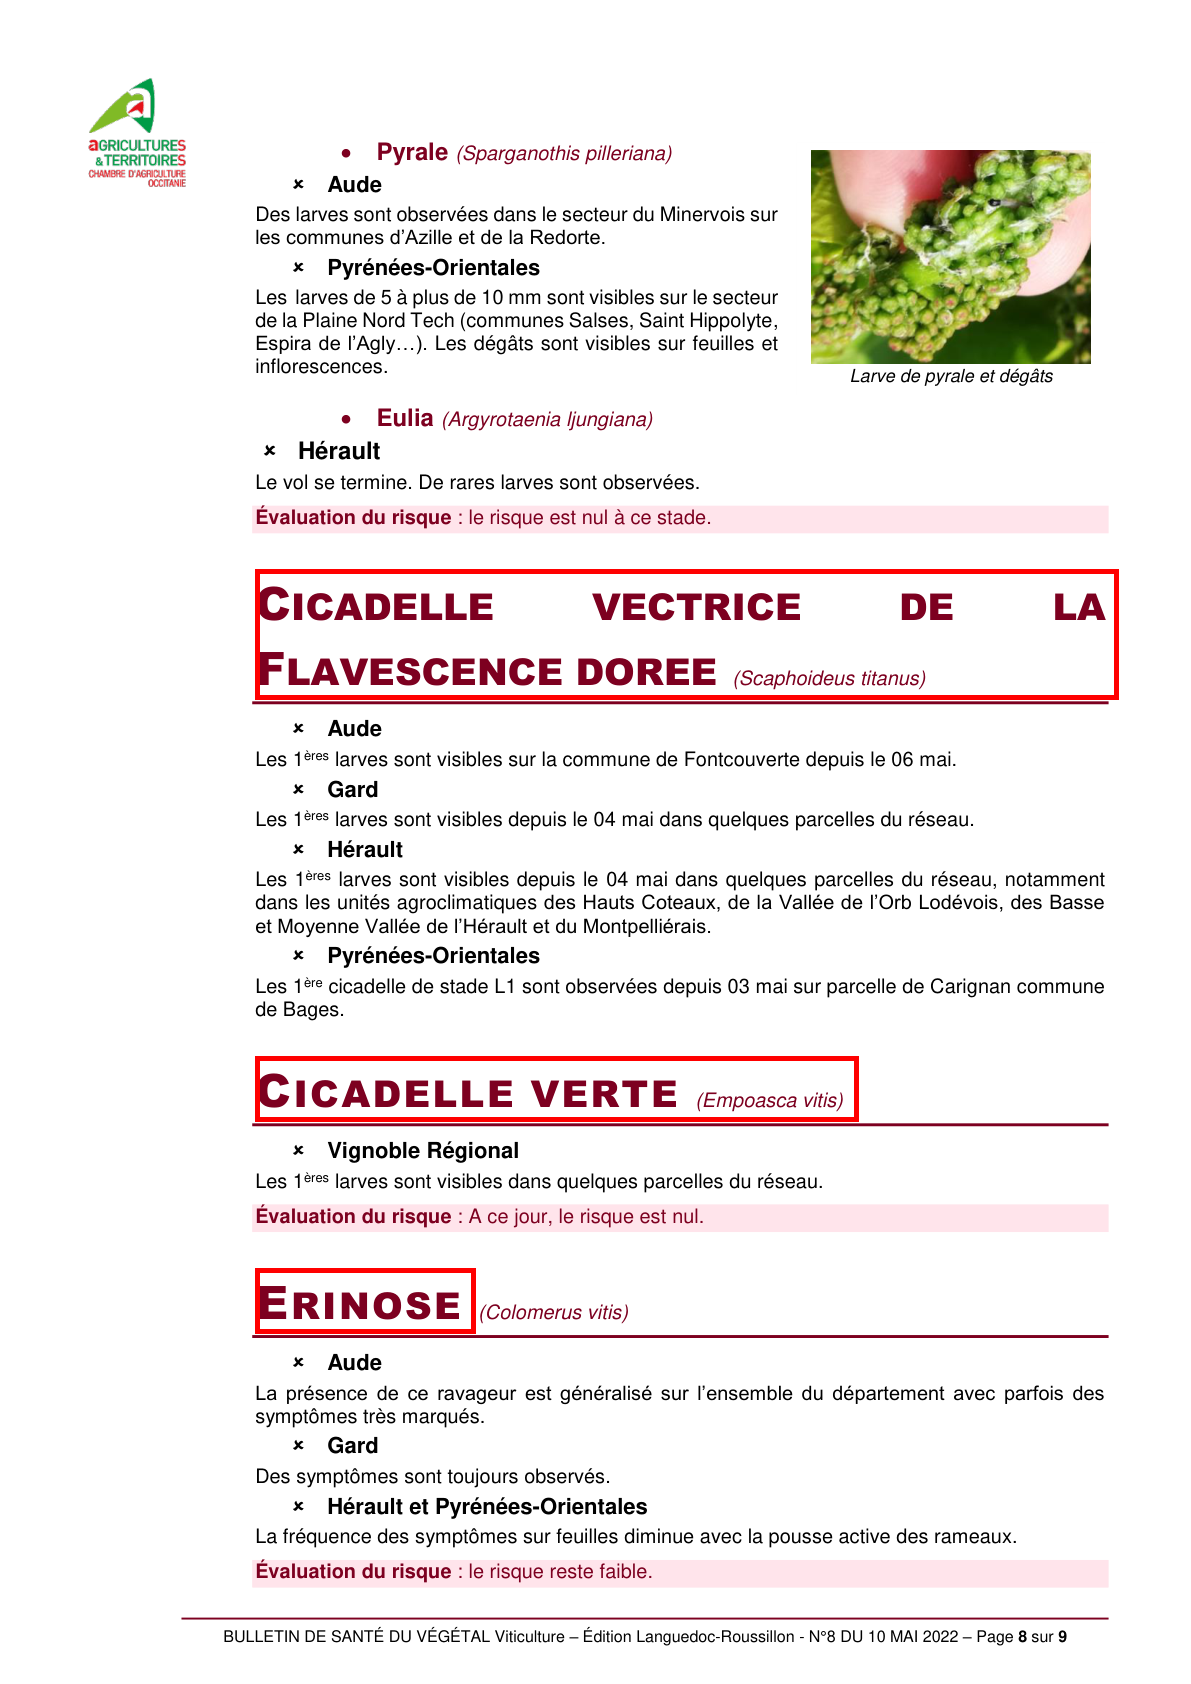 AGRICULTURES
& TERRITOIRES
CHAMBRE D'AGRICULTURE
OCCITANIE
• Pyrale (Sparganothis pilleriana)
× Aude
Des larves sont observées dans le secteur du Minervois sur
les communes d'Azille et de la Redorte.
× Pyrénées-Orientales
Les larves de 5 à plus de 10 mm sont visibles sur le secteur
de la Plaine Nord Tech (communes Salses, Saint Hippolyte,
Espira de l'Agly…). Les dégâts sont visibles sur feuilles et
inflorescences.
Larve de pyrale et dégâts
• Eulia (Argyrotaenia ljungiana)
× Hérault
Le vol se termine. De rares larves sont observées.
Évaluation du risque : le risque est nul à ce stade.
CICADELLE VECTRICE DE LA
FLAVESCENCE DOREE (Scaphoideus titanus)
× Aude
Les 1ères larves sont visibles sur la commune de Fontcouverte depuis le 06 mai.
× Gard
Les 1ères larves sont visibles depuis le 04 mai dans quelques parcelles du réseau.
× Hérault
Les 1ères larves sont visibles depuis le 04 mai dans quelques parcelles du réseau, notamment
dans les unités agroclimatiques des Hauts Coteaux, de la Vallée de l'Orb Lodévois, des Basse
et Moyenne Vallée de l'Hérault et du Montpelliérais.
× Pyrénées-Orientales
Les 1ère cicadelle de stade L1 sont observées depuis 03 mai sur parcelle de Carignan commune
de Bages.
CICADELLE VERTE (Empoasca vitis)
× Vignoble Régional
Les 1ères larves sont visibles dans quelques parcelles du réseau.
Évaluation du risque : A ce jour, le risque est nul.
ERINOSE (Colomerus vitis)
× Aude
La présence de ce ravageur est généralisé sur l'ensemble du département avec parfois des
symptômes très marqués.
× Gard
Des symptômes sont toujours observés.
× Hérault et Pyrénées-Orientales
La fréquence des symptômes sur feuilles diminue avec la pousse active des rameaux.
Évaluation du risque : le risque reste faible.
BULLETIN DE SANTÉ DU VÉGÉTAL Viticulture – Édition Languedoc-Roussillon - N°8 DU 10 MAI 2022 – Page 8 sur 9